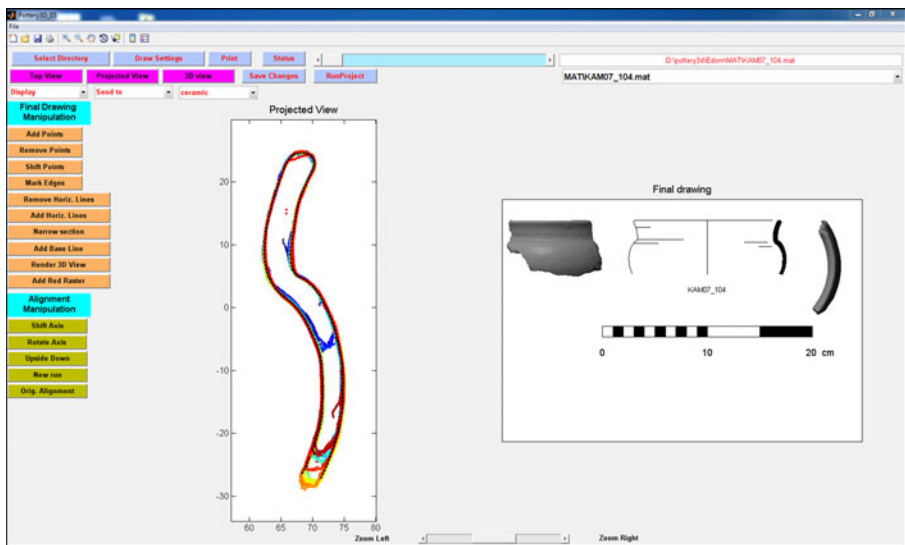 Pottery3D_03
File
Select Directory Draw Settings Print Status
D:\pottery3d\Edom\MAT\KAM07_104.mat
Top View Projected View 3D view Save Changes RunProject
MAT\KAM07_104.mat
Display Send to ceramic
Final Drawing
Manipulation
Add Points
Remove Points
Shift Points
Mark Edges
Remove Horiz. Lines
Add Horiz. Lines
Narrow section
Add Base Line
Render 3D View
Add Red Raster
Alignment
Manipulation
Shift Axis
Rotate Axis
Upside Down
New run
Orig. Alignment
Projected View
20
10
0
-10
-20
-30
60 65 70 75 80
Final drawing
KAM07_104
0 10 20 cm
Zoom Left Zoom Right